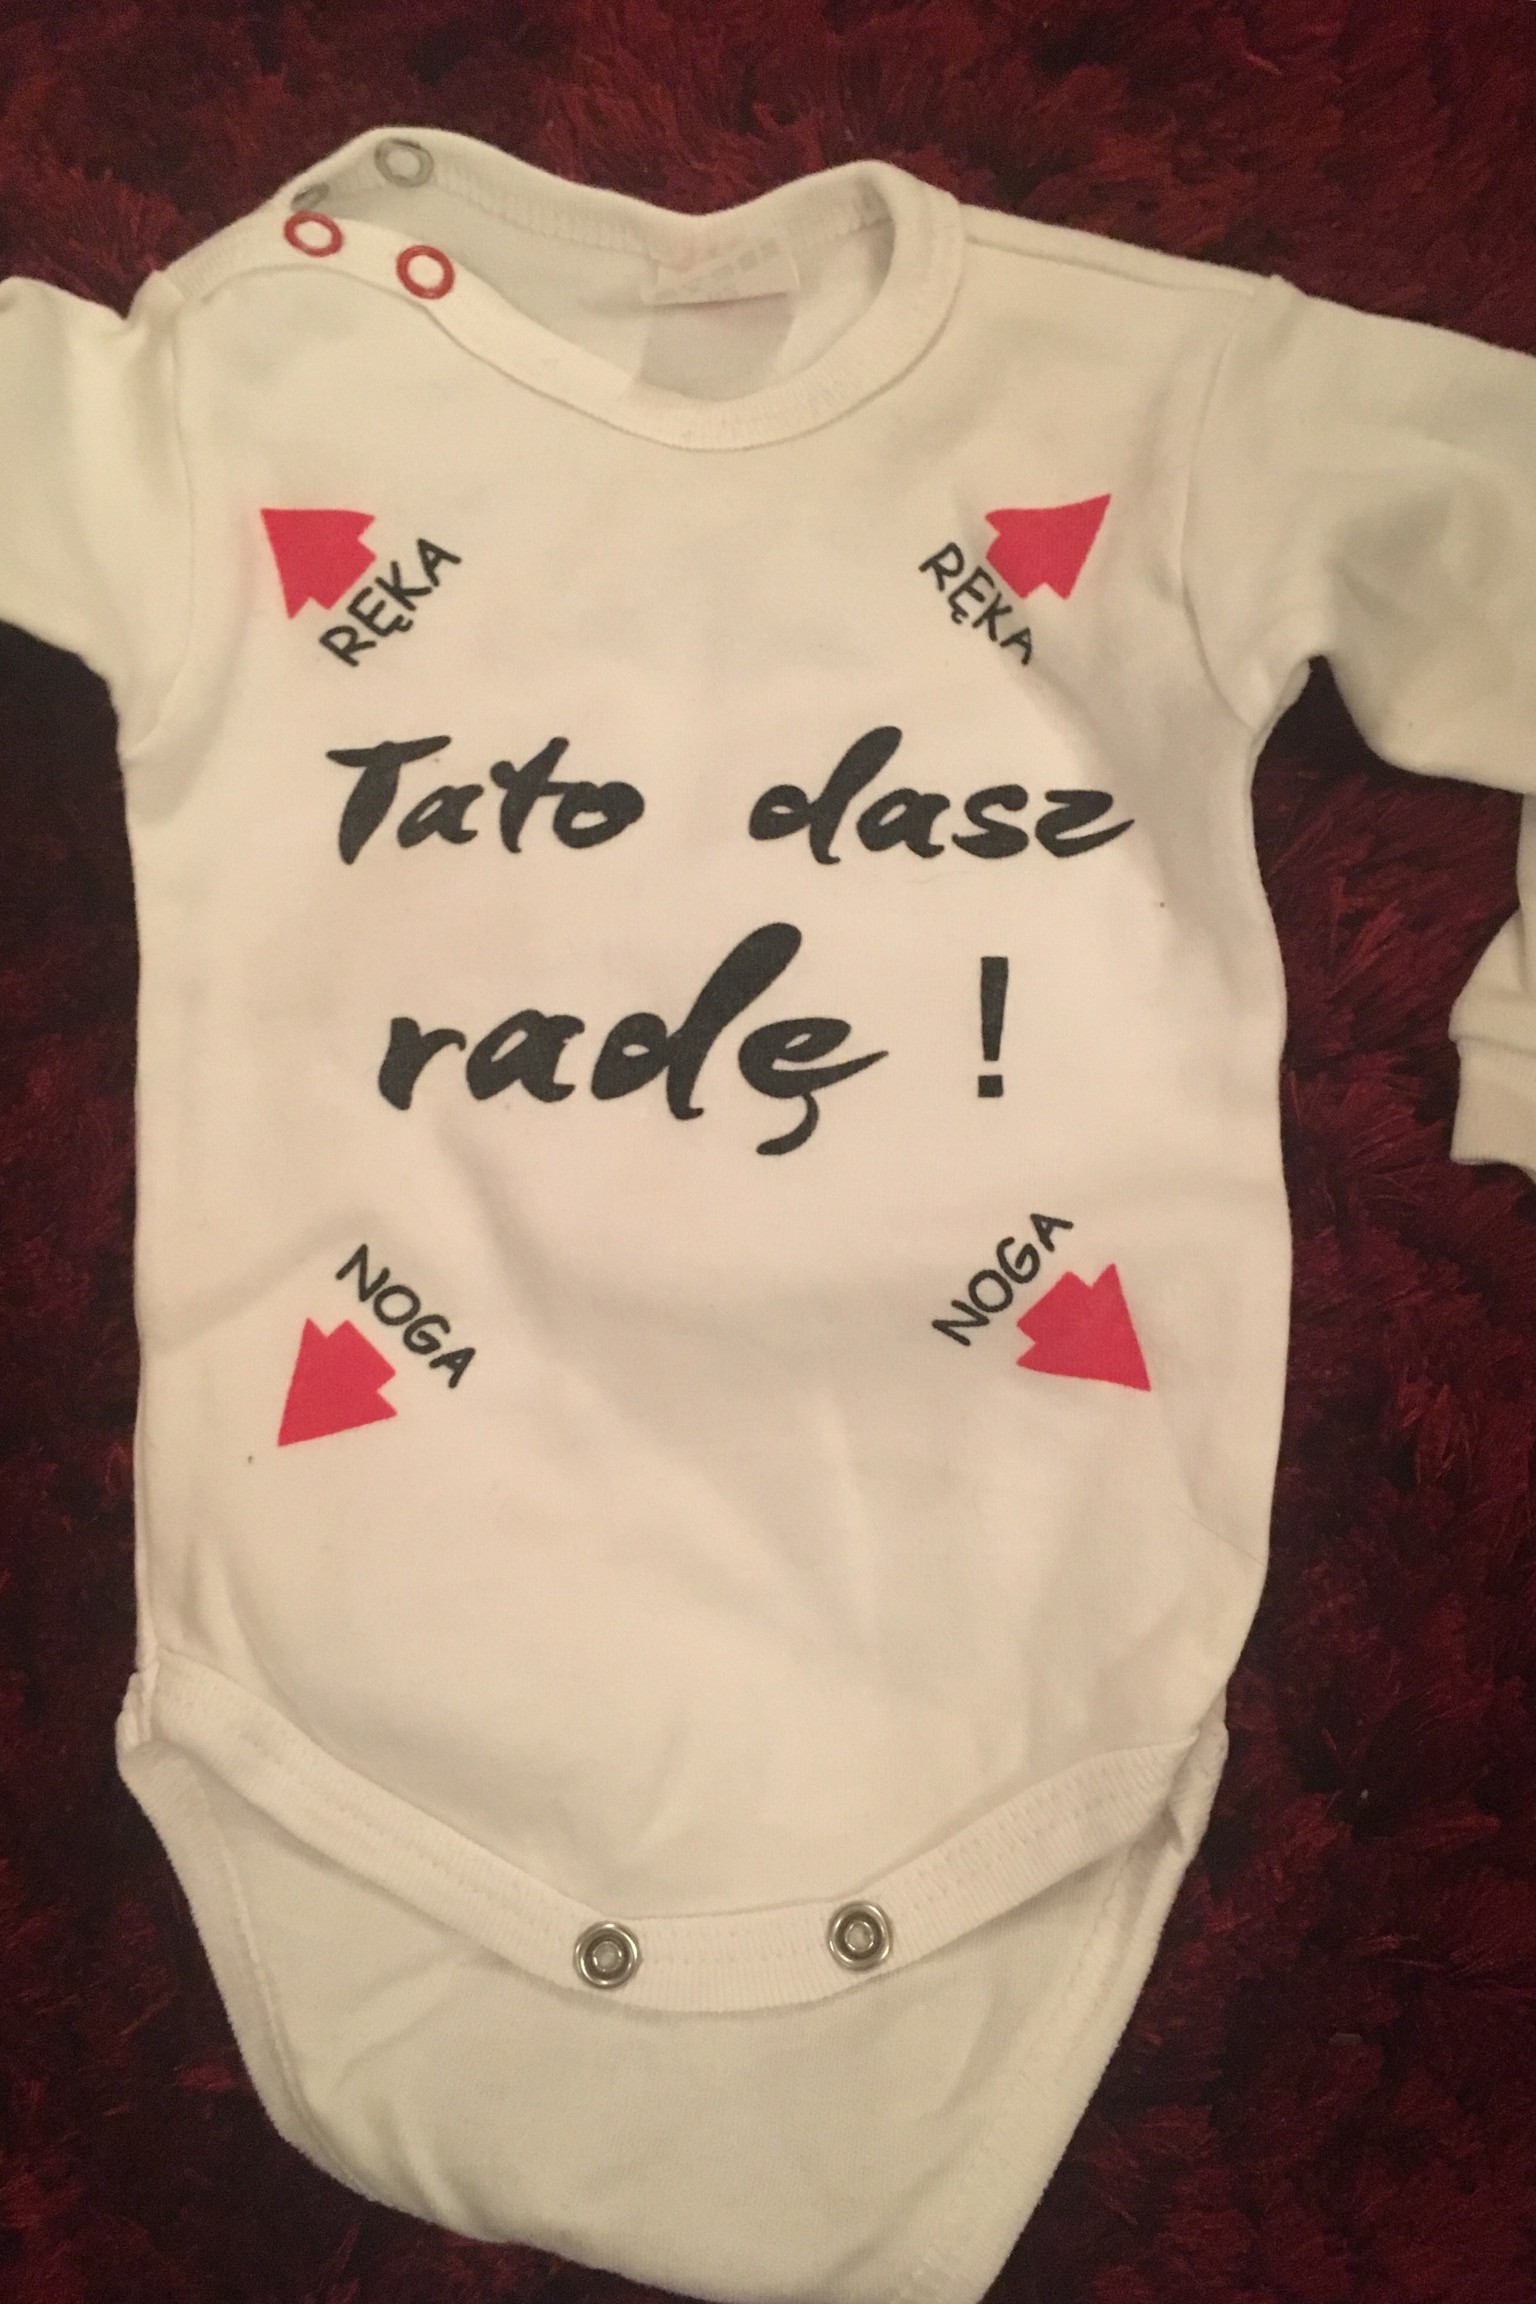 RĘKA
RĘKA
Tato dasz
radę !
NOGA
NOGA